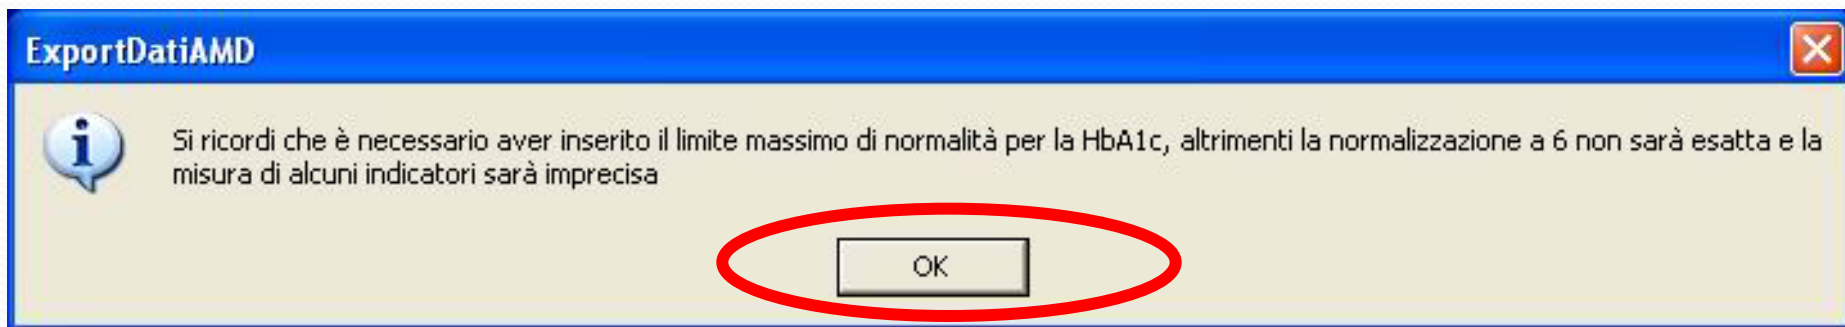 ExportDatiAMD
Si ricordi che è necessario aver inserito il limite massimo di normalità per la HbA1c, altrimenti la normalizzazione a 6 non sarà esatta e la
misura di alcuni indicatori sarà imprecisa
OK